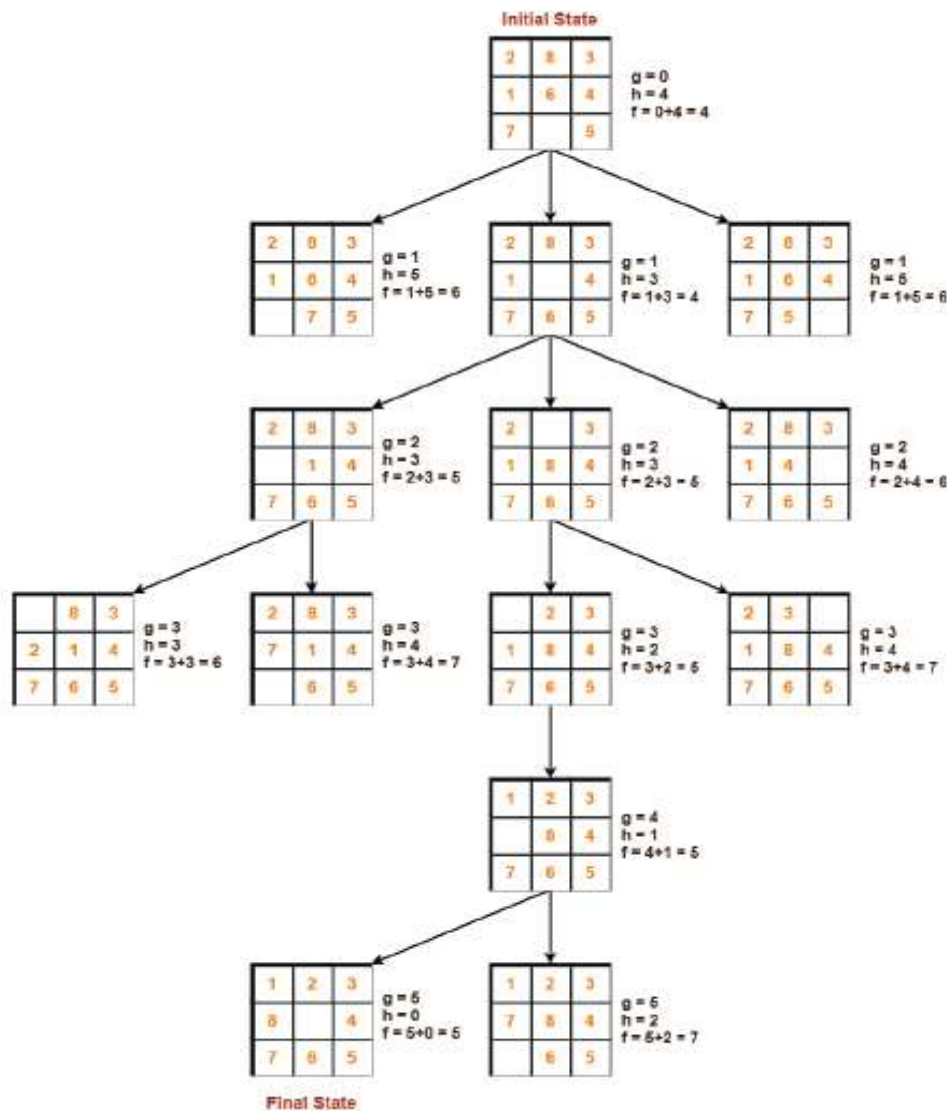 Initial State
2 8 3
1 6 4
7 5
g = 0
h = 4
f = 0+4 = 4
2 8 3
1 6 4
7 5
g = 1
h = 5
f = 1+5 = 6
2 8 3
1 4
7 6 5
g = 1
h = 3
f = 1+3 = 4
2 8 3
1 6 4
7 5
g = 1
h = 5
f = 1+5 = 6
2 8 3
1 4
7 6 5
g = 2
h = 3
f = 2+3 = 5
2 3
1 8 4
7 6 5
g = 2
h = 3
f = 2+3 = 5
2 8 3
1 4
7 6 5
g = 2
h = 4
f = 2+4 = 6
8 3
2 1 4
7 6 5
g = 3
h = 3
f = 3+3 = 6
2 8 3
7 1 4
6 5
g = 3
h = 4
f = 3+4 = 7
2 3
1 8 4
7 6 5
g = 3
h = 2
f = 3+2 = 5
2 3
1 8 4
7 6 5
g = 3
h = 4
f = 3+4 = 7
1 2 3
8 4
7 6 5
g = 4
h = 1
f = 4+1 = 5
1 2 3
8 4
7 6 5
g = 5
h = 0
f = 5+0 = 5
1 2 3
7 8 4
6 5
g = 5
h = 2
f = 5+2 = 7
Final State